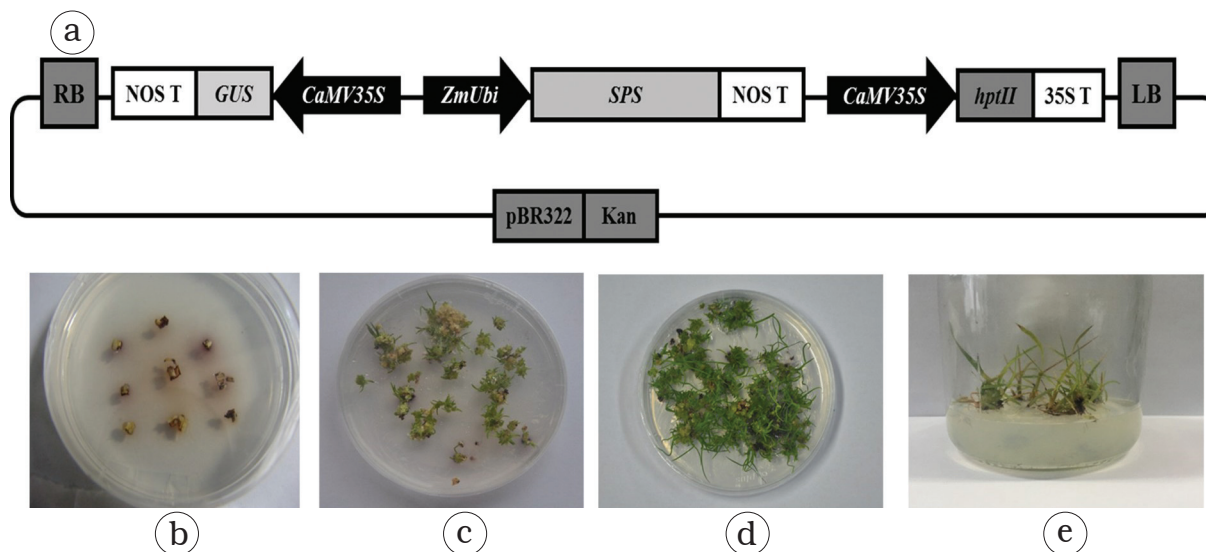 a
RB NOS T GUS CaMV35S ZmUbi SPS NOS T CaMV35S hptII 35S T LB
pBR322 Kan
b c d e